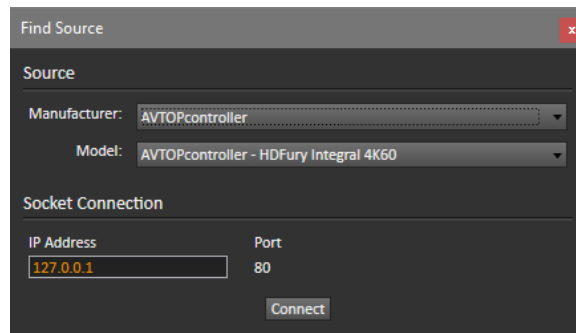 Find Source
x
Source
Manufacturer: AVTOPcontroller
Model: AVTOPcontroller - HDFury Integral 4K60
Socket Connection
IP Address Port
127.0.0.1 80
Connect